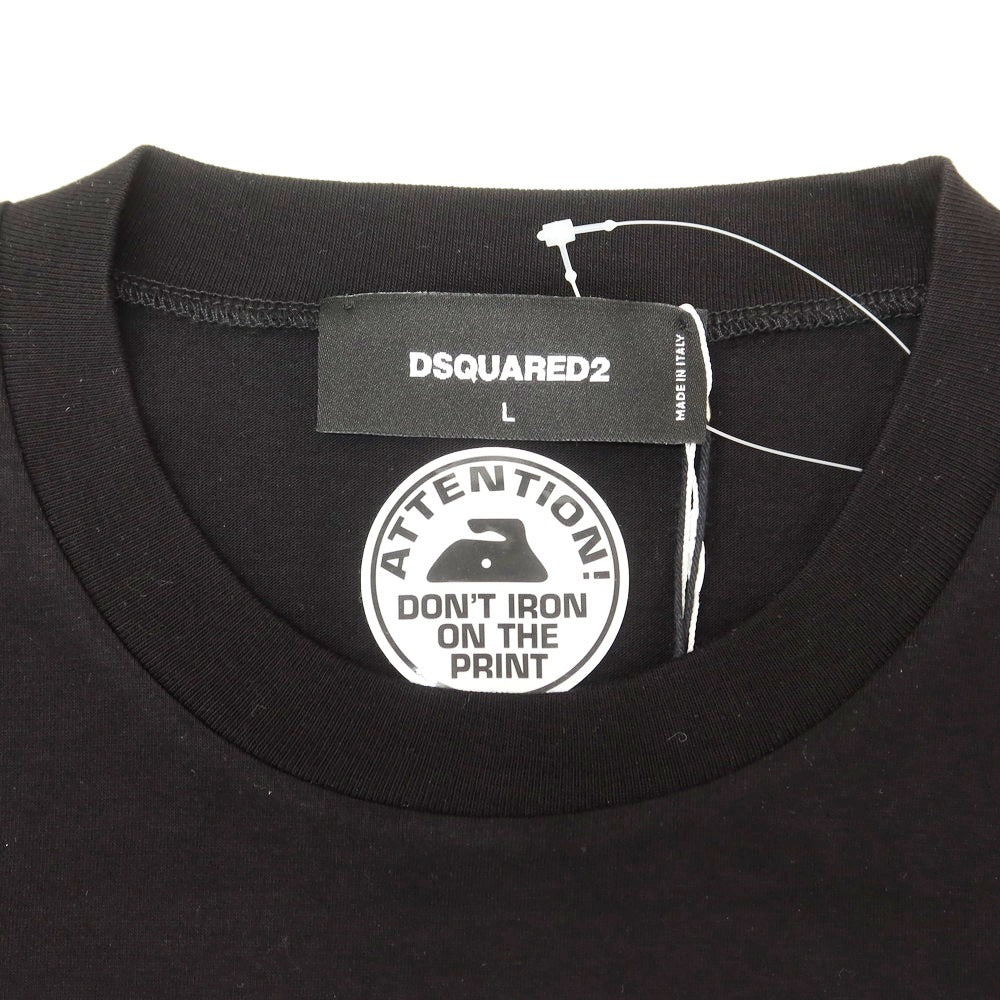 DSQUARED2
L
MADE IN ITALY
ATTENTION!
DON'T IRON
ON THE
PRINT